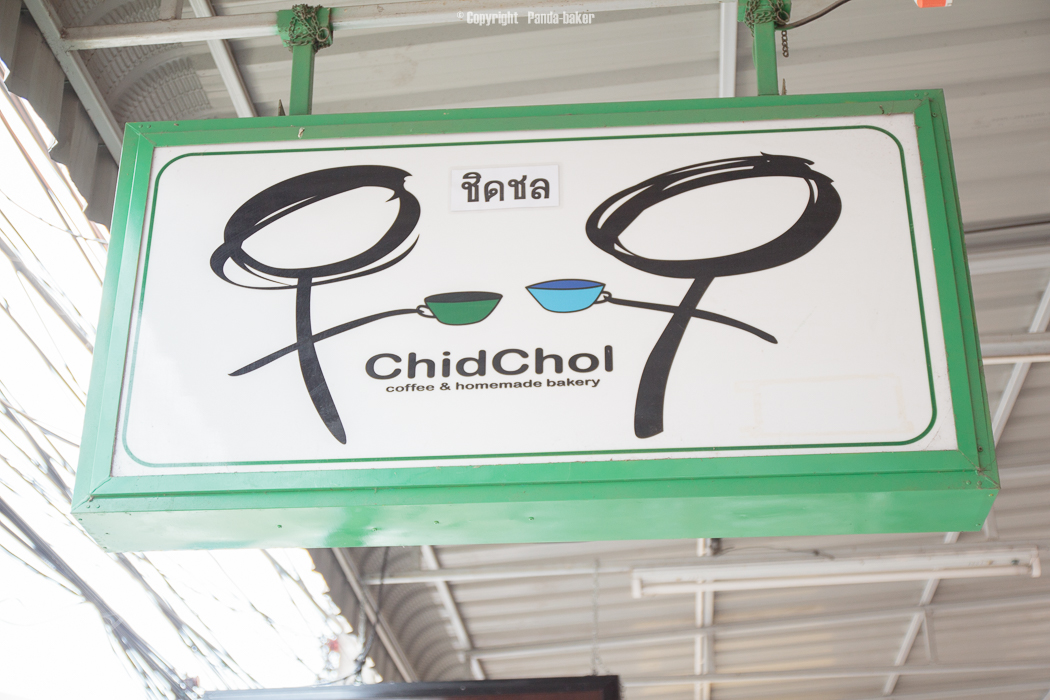 © Copyright Panda-baker
ชิดชล
ChidChol
coffee & homemade bakery